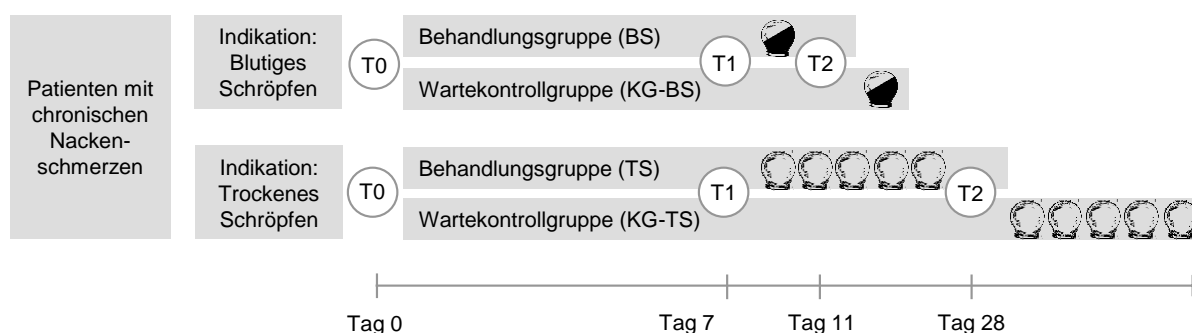 Patienten mit
chronischen
Nacken-
schmerzen
Indikation:
Blutiges
Schröpfen
T0
Behandlungsgruppe (BS)
Wartekontrollgruppe (KG-BS)
T1
T2
Indikation:
Trockenes
Schröpfen
T0
Behandlungsgruppe (TS)
Wartekontrollgruppe (KG-TS)
T1
T2
Tag 0
Tag 7
Tag 11
Tag 28